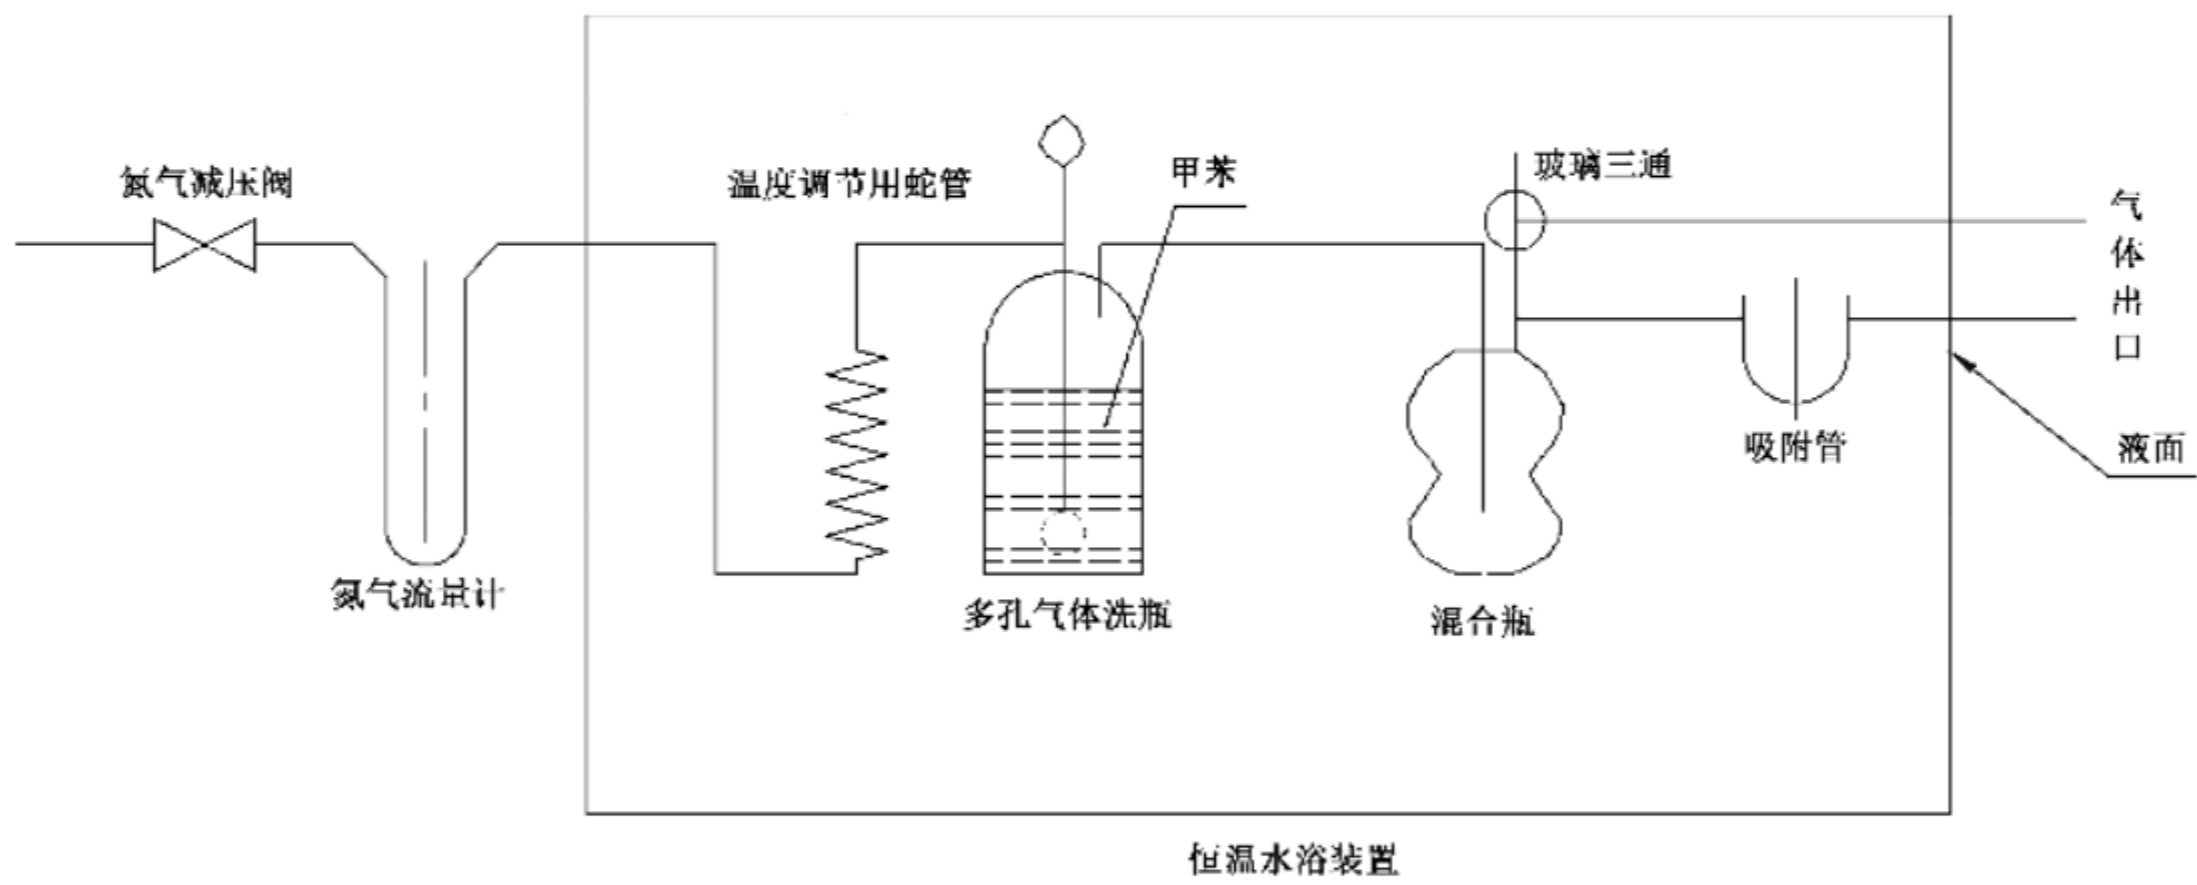 氮气减压阀
温度调节用蛇管
甲苯
玻璃三通
气体出口
吸附管
液面
氮气流量计
多孔气体洗瓶
混合瓶
恒温水浴装置